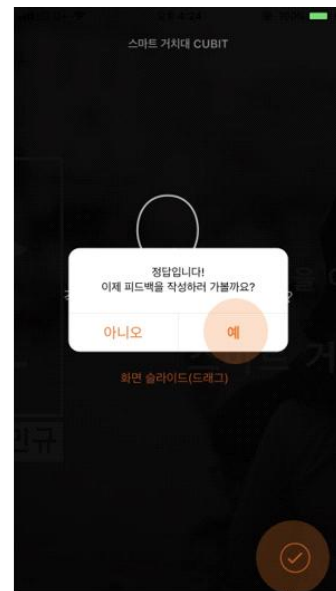 스마트 거치대 CUBIT
정답입니다!
이제 피드백을 작성하러 가볼까요?
아니오
예
화면 슬라이드(드래그)
민규